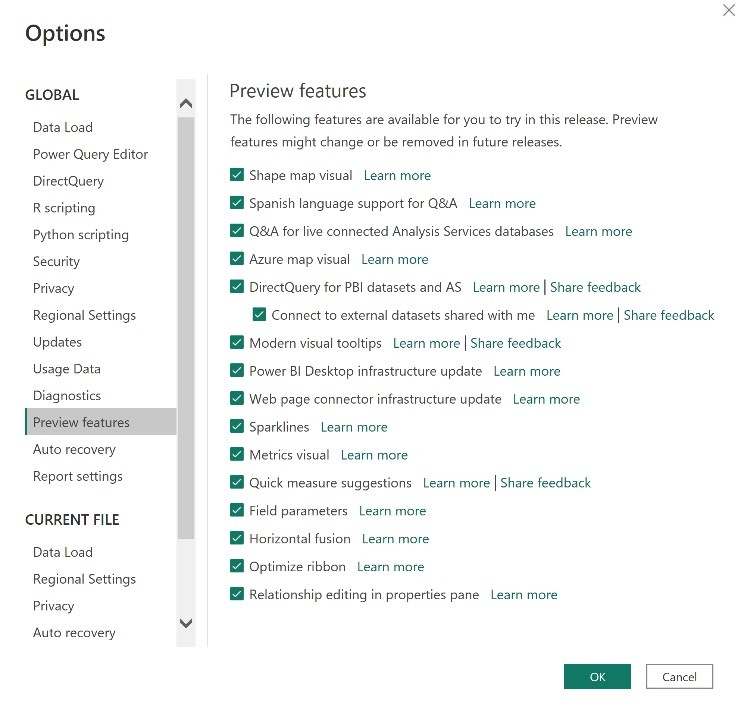 Options
GLOBAL
Data Load
Power Query Editor
DirectQuery
R scripting
Python scripting
Security
Privacy
Regional Settings
Updates
Usage Data
Diagnostics
Preview features
Auto recovery
Report settings
CURRENT FILE
Data Load
Regional Settings
Privacy
Auto recovery
Preview features
The following features are available for you to try in this release. Preview
features might change or be removed in future releases.
Shape map visual Learn more
Spanish language support for Q&A Learn more
Q&A for live connected Analysis Services databases Learn more
Azure map visual Learn more
DirectQuery for PBI datasets and AS Learn more | Share feedback
Connect to external datasets shared with me Learn more | Share feedback
Modern visual tooltips Learn more | Share feedback
Power BI Desktop infrastructure update Learn more
Web page connector infrastructure update Learn more
Sparklines Learn more
Metrics visual Learn more
Quick measure suggestions Learn more | Share feedback
Field parameters Learn more
Horizontal fusion Learn more
Optimize ribbon Learn more
Relationship editing in properties pane Learn more
OK Cancel